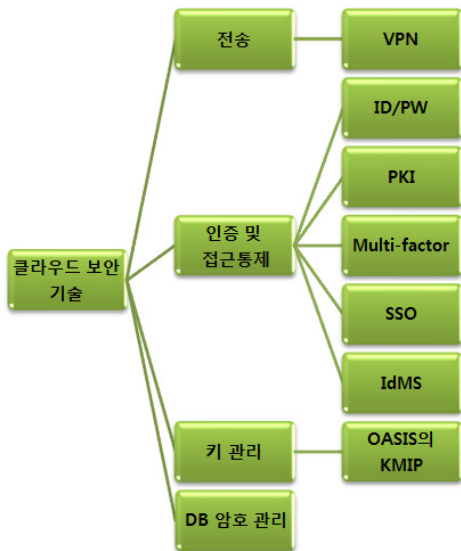 클라우드 보안
기술
전송
VPN
인증 및
접근통제
ID/PW
PKI
Multi-factor
SSO
IdMS
키 관리
OASIS의
KMIP
DB 암호 관리